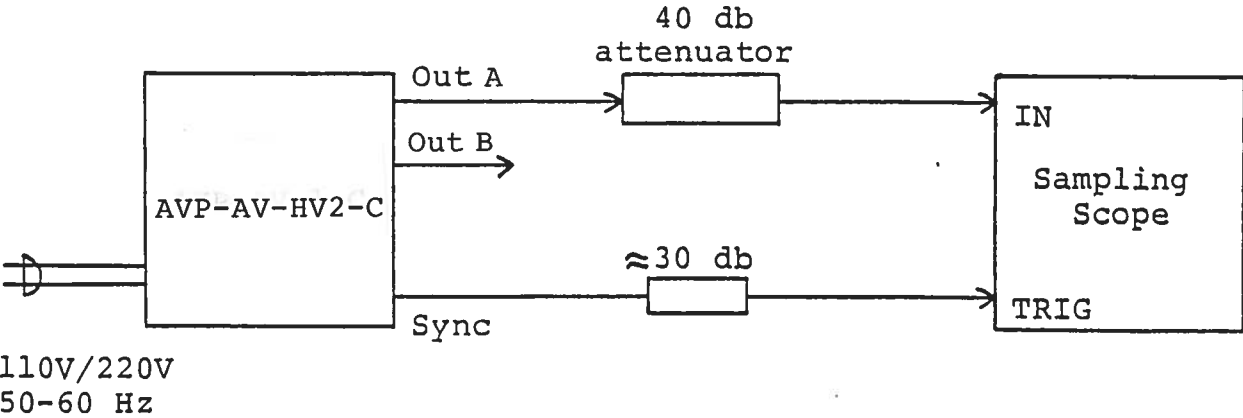 40 db
attenuator
Out A
IN
Out B
Sampling
Scope
AVP-AV-HV2-C
≈30 db
Sync
TRIG
110V/220V
50-60 Hz